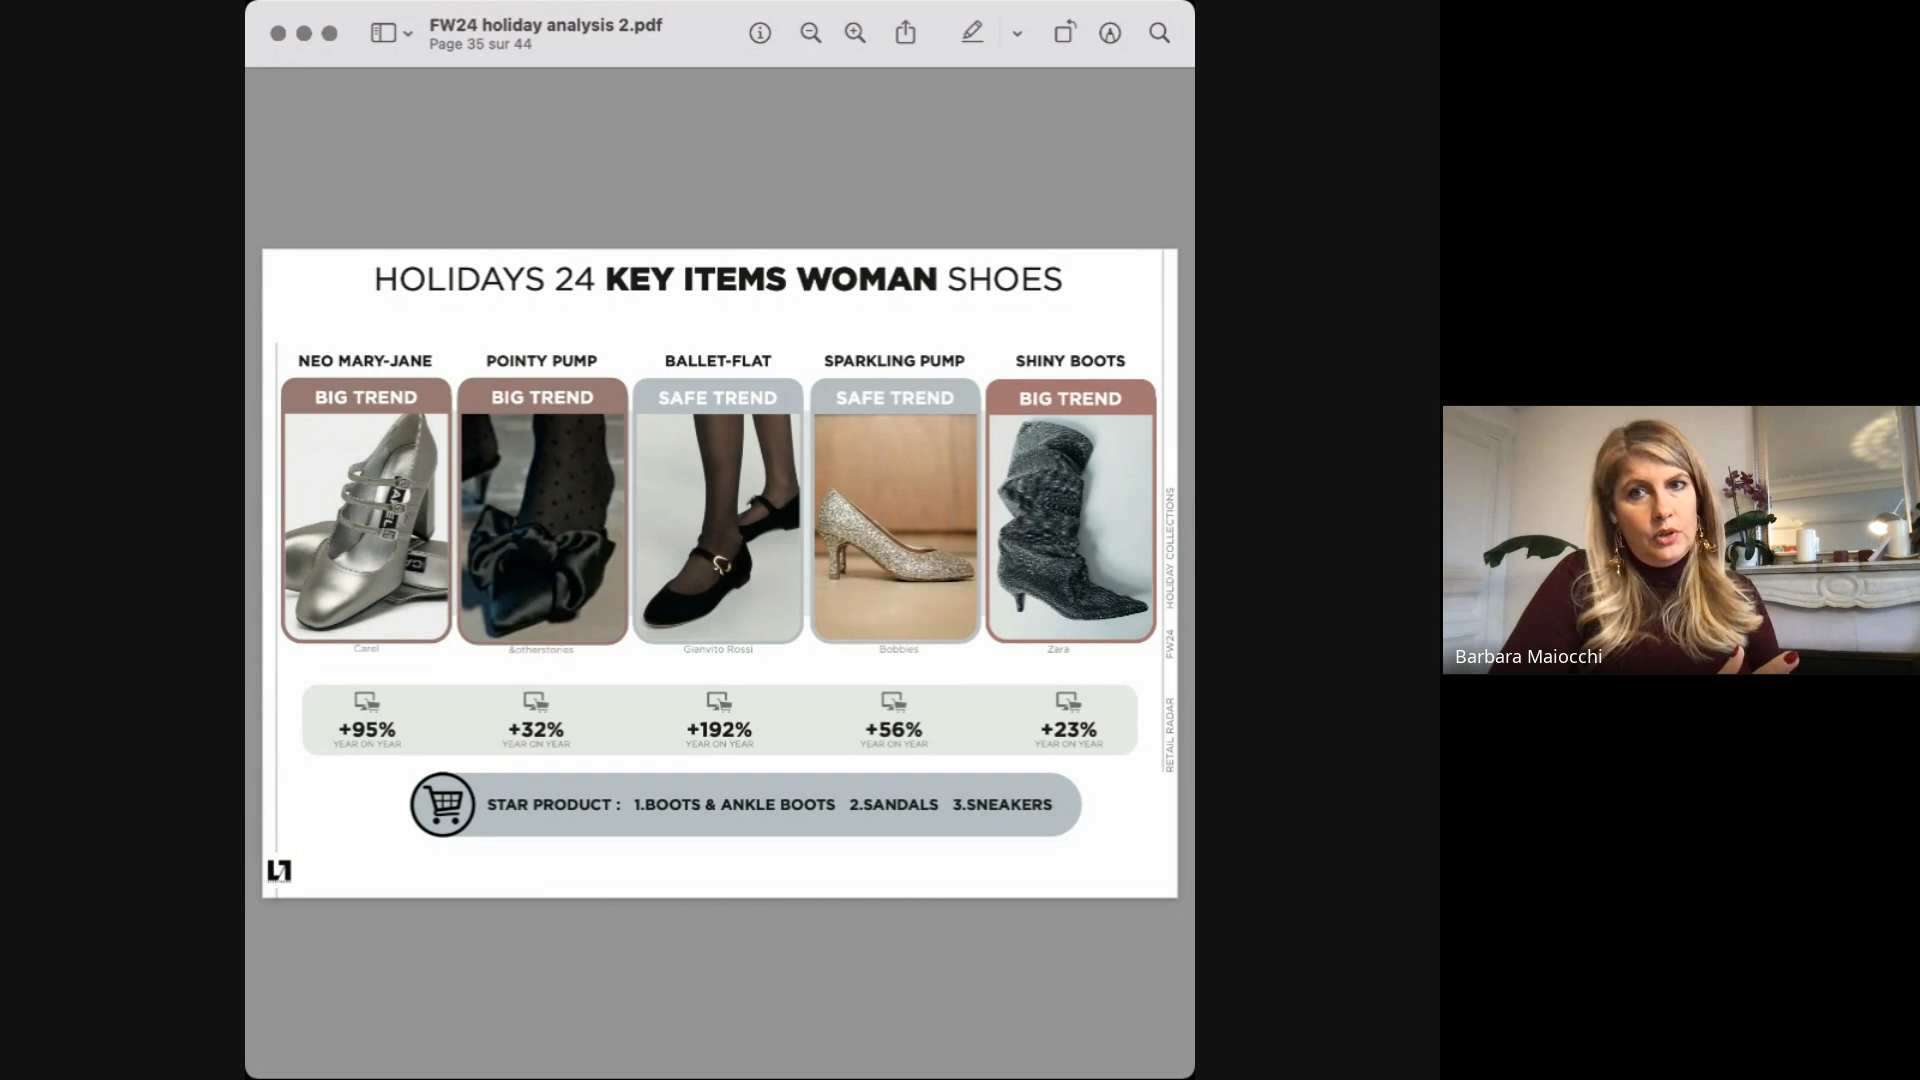 FW24 holiday analysis 2.pdf
Page 35 sur 44
HOLIDAYS 24 KEY ITEMS WOMAN SHOES
NEO MARY-JANE
POINTY PUMP
BALLET-FLAT
SPARKLING PUMP
SHINY BOOTS
BIG TREND
BIG TREND
SAFE TREND
SAFE TREND
BIG TREND
Carel
&otherstories
Gianvito Rossi
Bobbies
Zara
+95%
YEAR ON YEAR
+32%
YEAR ON YEAR
+192%
YEAR ON YEAR
+56%
YEAR ON YEAR
+23%
YEAR ON YEAR
STAR PRODUCT : 1.BOOTS & ANKLE BOOTS 2.SANDALS 3.SNEAKERS
RETAIL RADAR FW24 HOLIDAY COLLECTIONS
Barbara Maiocchi